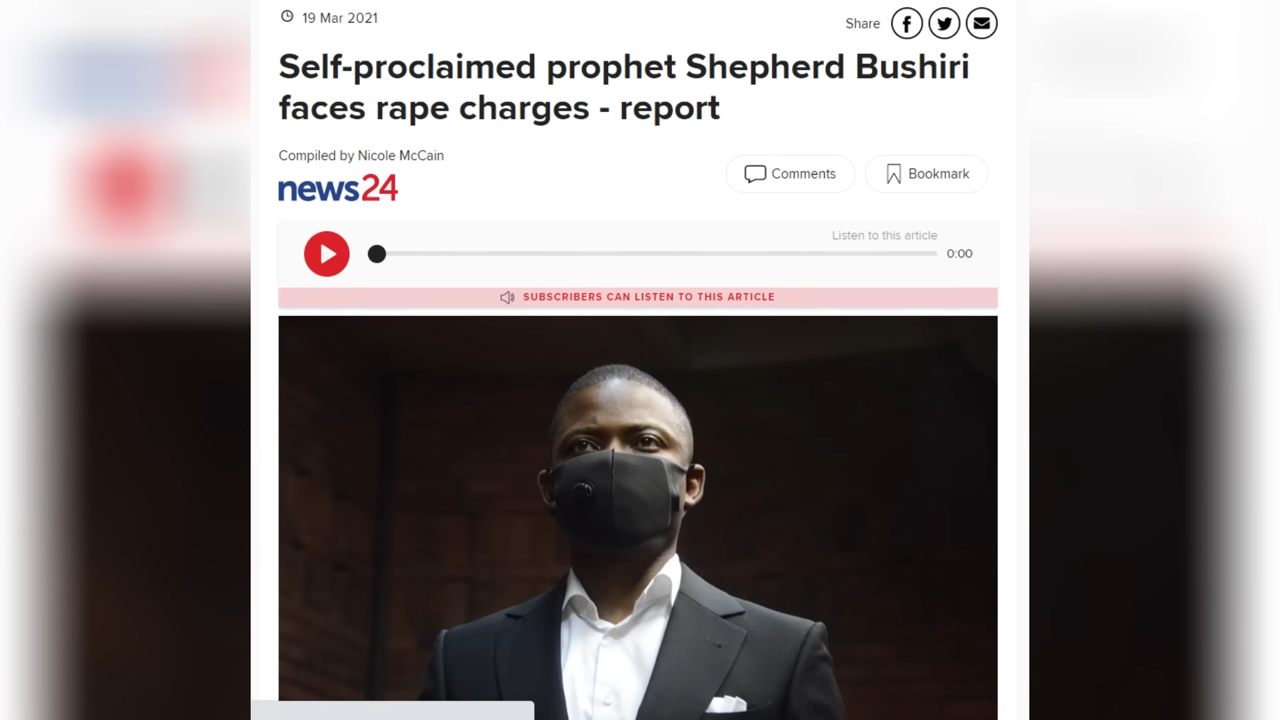 19 Mar 2021
Share
Self-proclaimed prophet Shepherd Bushiri
faces rape charges - report
Compiled by Nicole McCain
news24
Comments
Bookmark
Listen to this article
0:00
SUBSCRIBERS CAN LISTEN TO THIS ARTICLE